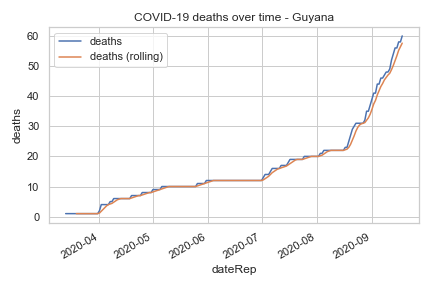 COVID-19 deaths over time - Guyana
deaths
deaths (rolling)
deaths
60
50
40
30
20
10
0
2020-04
2020-05
2020-06
2020-07
2020-08
2020-09
dateRep